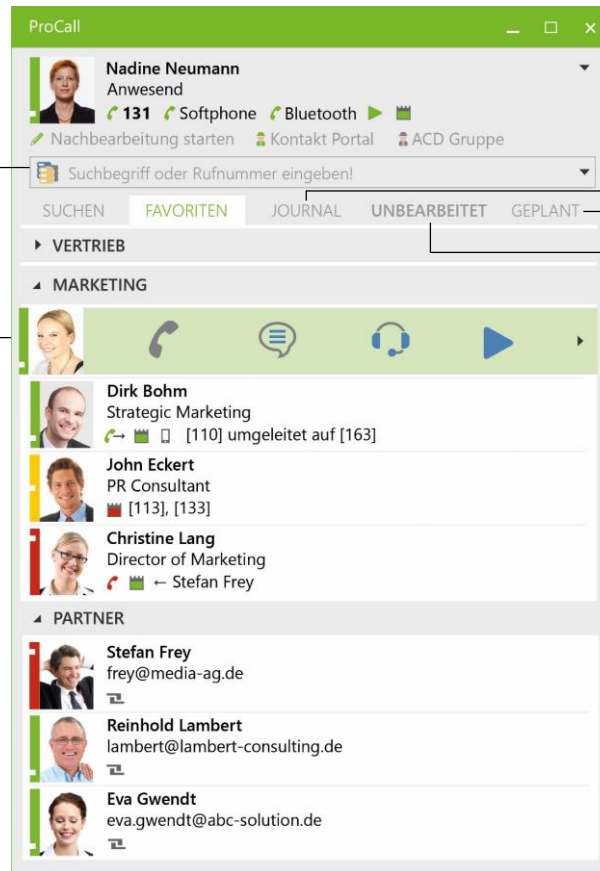 ProCall
Nadine Neumann
Anwesend
131 Softphone Bluetooth
Nachbearbeitung starten Kontakt Portal ACD Gruppe
Suchbegriff oder Rufnummer eingeben!
SUCHEN FAVORITEN JOURNAL UNBEARBEITET GEPLANT
VERTRIEB
MARKETING
Dirk Bohm
Strategic Marketing
[110] umgeleitet auf [163]
John Eckert
PR Consultant
[113], [133]
Christine Lang
Director of Marketing
← Stefan Frey
PARTNER
Stefan Frey
frey@media-ag.de
Reinhold Lambert
lambert@lambert-consulting.de
Eva Gwendt
eva.gwendt@abc-solution.de